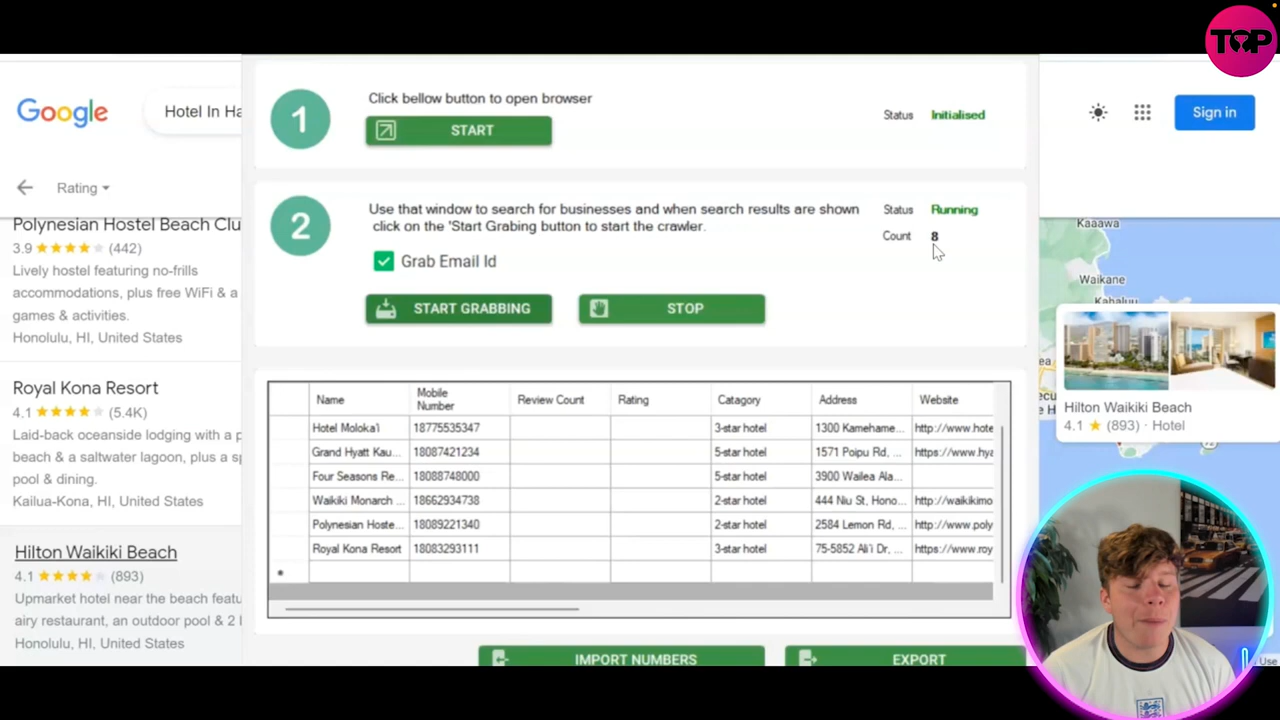 TOP
Google
Hotel In Ha
Sign in
Rating
Polynesian Hostel Beach Clu
3.9 (442)
Lively hostel featuring no-frills
accommodations, plus free WiFi & a
games & activities.
Honolulu, HI, United States
Royal Kona Resort
4.1 (5.4K)
Laid-back oceanside lodging with a p
beach & a saltwater lagoon, plus a s
pool & dining.
Kailua-Kona, HI, United States
Hilton Waikiki Beach
4.1 (893)
Upmarket hotel near the beach featu
airy restaurant, an outdoor pool & 2
Honolulu, HI, United States
1
Click bellow button to open browser
START
Status Initialised
2
Use that window to search for businesses and when search results are shown
click on the 'Start Grabing button to start the crawler.
Status Running
Count 8
Grab Email Id
START GRABBING
STOP
Name Mobile Number Review Count Rating Catagory Address Website
Hotel Moloka'i 18775535347 3-star hotel 1300 Kamehame... http://www.hote
Grand Hyatt Kau... 18087421234 5-star hotel 1571 Poipu Rd, ... https://www.hya
Four Seasons Re... 18088748000 5-star hotel 3900 Wailea Ala...
Waikiki Monarch ... 18662934738 2-star hotel 444 Niu St, Hono... http://waikikimo
Polynesian Hoste... 18089221340 2-star hotel 2584 Lemon Rd, ... http://www.poly
Royal Kona Resort 18083293111 3-star hotel 75-5852 Ali'i Dr, ... https://www.roy
IMPORT NUMBERS
EXPORT
Kaaawa
Waikane
Kahaluu
Hilton Waikiki Beach
4.1 (893) · Hotel
Use